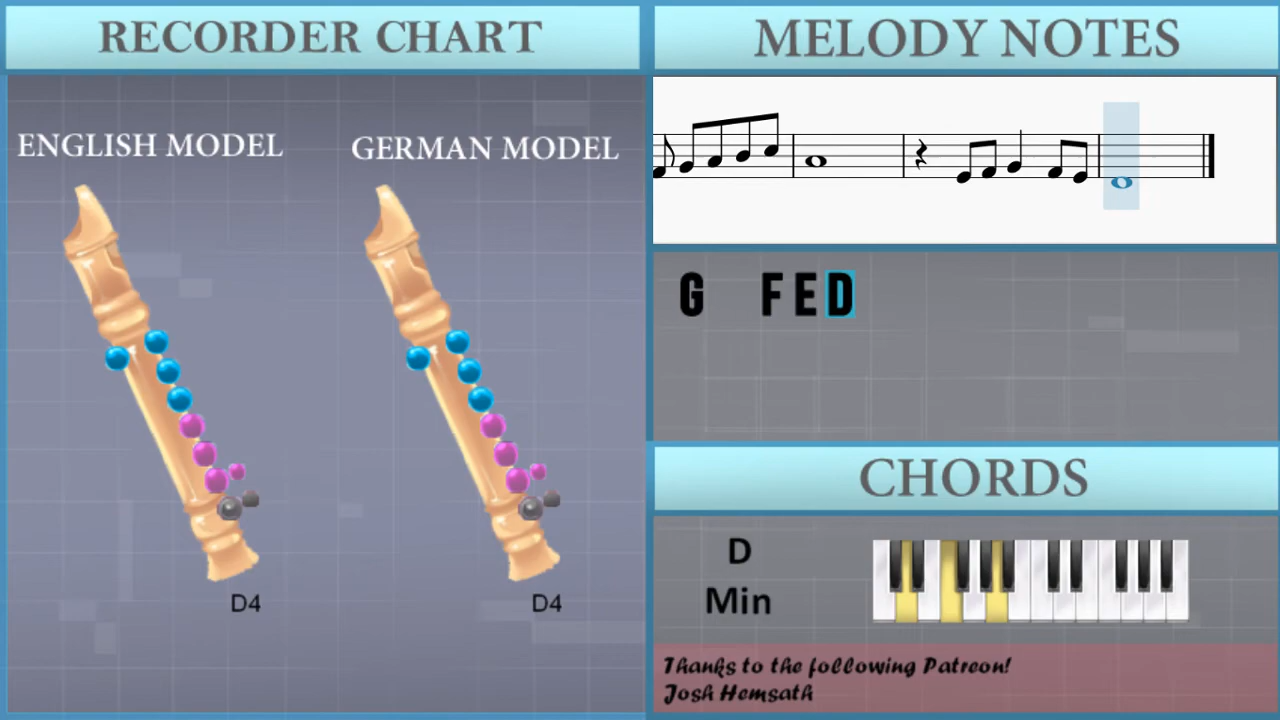 RECORDER CHART
ENGLISH MODEL
GERMAN MODEL
D4
D4
MELODY NOTES
G F E D
CHORDS
D
Min
Thanks to the following Patreon!
Josh Hemsath